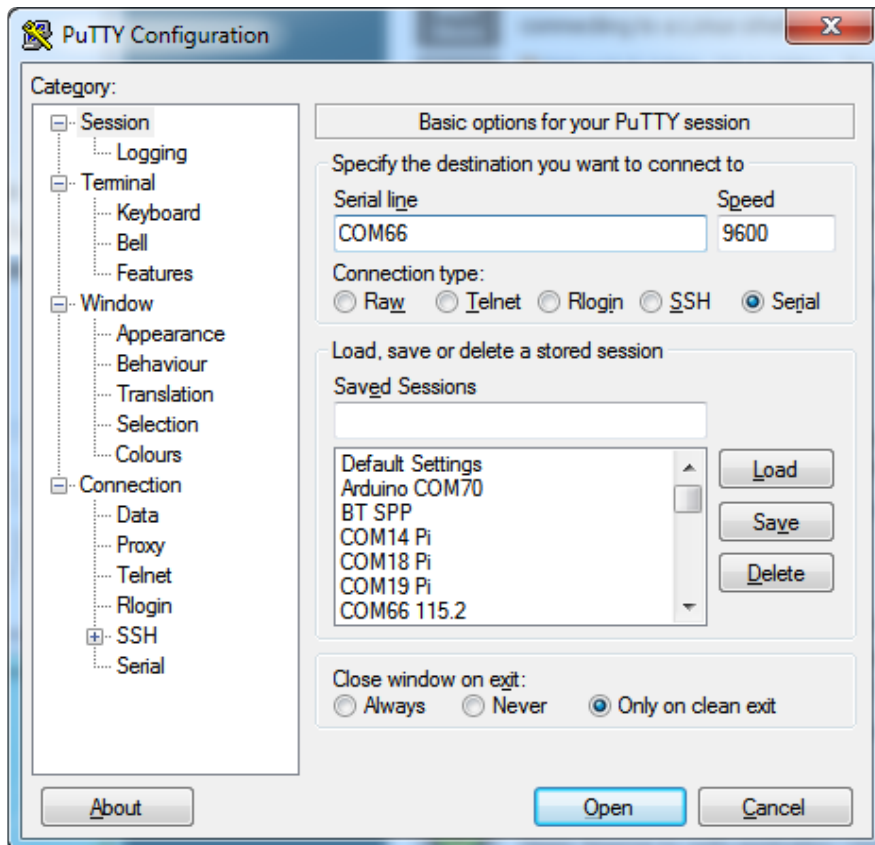 PuTTY Configuration
Category:
Session
Logging
Terminal
Keyboard
Bell
Features
Window
Appearance
Behaviour
Translation
Selection
Colours
Connection
Data
Proxy
Telnet
Rlogin
SSH
Serial
Basic options for your PuTTY session
Specify the destination you want to connect to
Serial line Speed
COM66 9600
Connection type:
Raw Telnet Rlogin SSH Serial
Load, save or delete a stored session
Saved Sessions
Default Settings
Arduino COM70
BT SPP
COM14 Pi
COM18 Pi
COM19 Pi
COM66 115.2
Load
Save
Delete
Close window on exit:
Always Never Only on clean exit
About Open Cancel